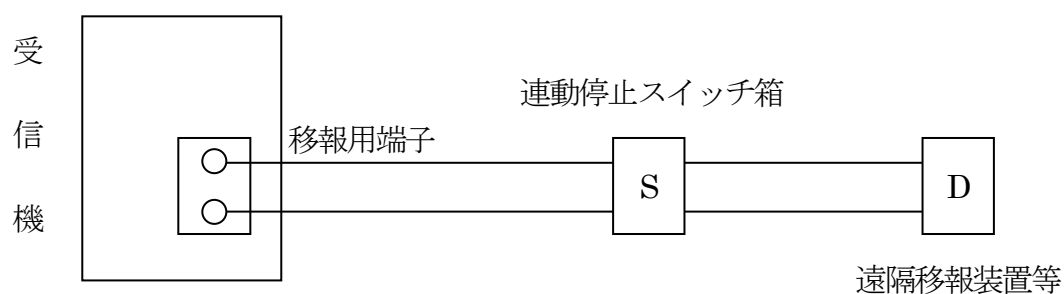 受信機
連動停止スイッチ箱
移報用端子
S
D
遠隔移報装置等